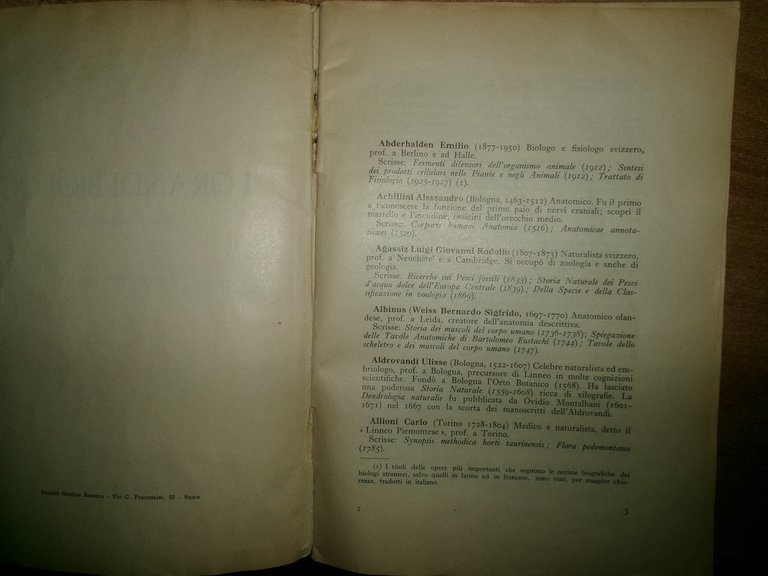 Società Grafica Romana - Via C. Fracassini, 60 - Roma
Abderhalden Emilio (1877-1950) Biologo e fisiologo svizzero,
prof. a Berlino e ad Halle.
Scrisse: Fermenti difensori dell'organismo animale (1912); Sintesi
dei prodotti cellulari nelle Piante e negli Animali (1912); Trattato di
Fisiologia (1925-1927) (1).
Achillini Alessandro (Bologna, 1463-1512) Anatomico. Fu il primo
a riconoscere la funzione del primo paio di nervi craniali; scoprì il
martello e l'incudine, ossicini dell'orecchio medio.
Scrisse: Corporis humani Anatomia (1516); Anatomicae annota-
tiones (1520).
Agassiz Luigi Giovanni Rodolfo (1807-1873) Naturalista svizzero,
prof. a Neuchâtel e a Cambridge. Si occupò di zoologia e anche di
geologia.
Scrisse: Ricerche sui Pesci fossili (1833); Storia Naturale dei Pesci
d'acqua dolce dell'Europa Centrale (1839); Della Specie e della Clas-
sificazione in zoologia (1869).
Albinus (Weiss Bernardo Sigfrido, 1697-1770) Anatomico olan-
dese, prof. a Leida, creatore dell'anatomia descrittiva.
Scrisse: Storia dei muscoli del corpo umano (1736-1738); Spiegazione
delle Tavole Anatomiche di Bartolomeo Eustachi (1744); Tavole dello
scheletro e dei muscoli del corpo umano (1747).
Aldrovandi Ulisse (Bologna, 1522-1607) Celebre naturalista ed em-
briologo, prof. a Bologna, precursore di Linneo in molte cognizioni
scientifiche. Fondò a Bologna l'Orto Botanico (1568). Ha lasciato
una poderosa Storia Naturale (1559-1608) ricca di xilografie. La
Dendrologia naturalis fu pubblicata da Ovidio Montalbani (1601-
1671) nel 1667 con la scorta dei manoscritti dell'Aldrovandi.
Allioni Carlo (Torino 1728-1804) Medico e naturalista, detto il
« Linneo Piemontese », prof. a Torino.
Scrisse: Synopsis methodica horti taurinensis; Flora pedemontana
(1785).
(1) I titoli delle opere più importanti che seguono le notizie biografiche dei
biologi stranieri, salvo quelli in latino ed in francese, sono stati, per maggior chia-
rezza, tradotti in italiano.
2
3